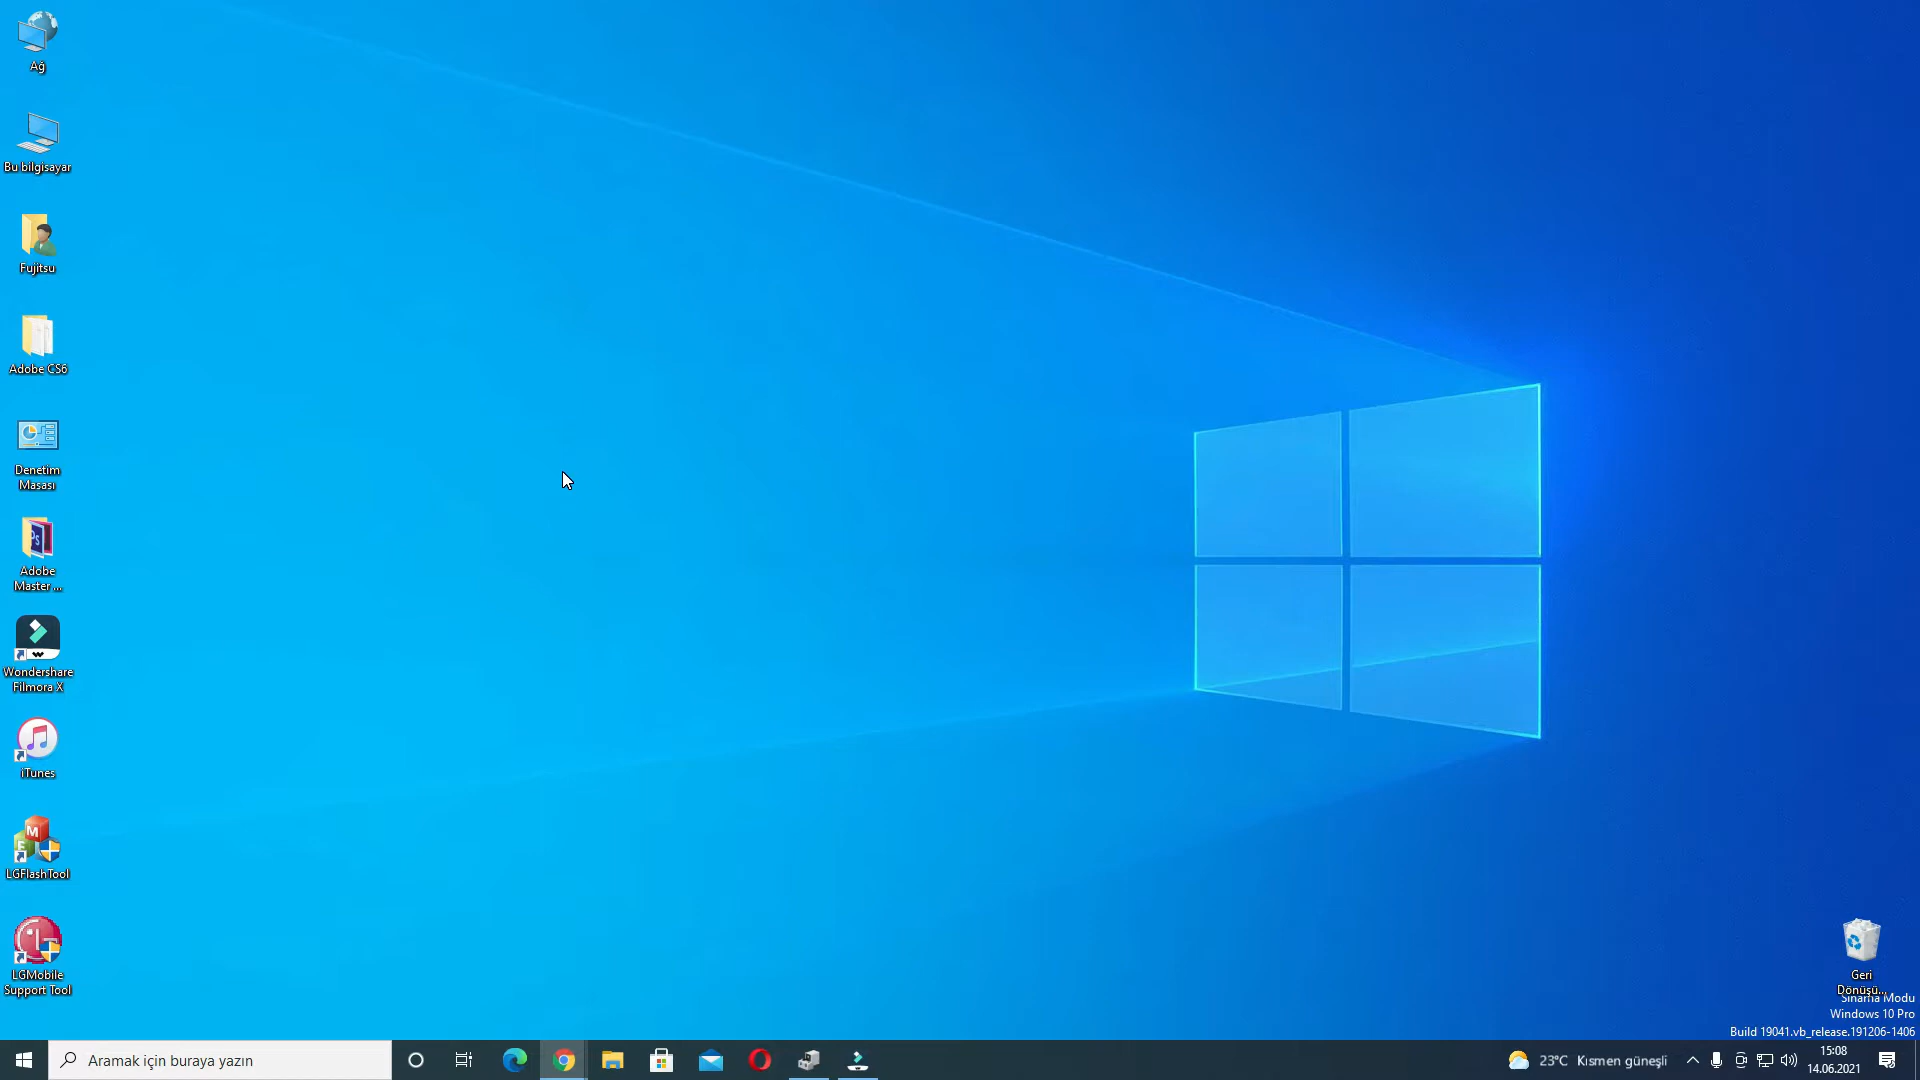 Ağ
Bu bilgisayar
Fujitsu
Adobe CS6
Denetim
Masası
Adobe
Master ...
Wondershare
Filmora X
iTunes
LGFlashTool
LGMobile
Support Tool
Geri
Dönüşü...
Sınama Modu
Windows 10 Pro
Build 19041.vb_release.191206-1406
Aramak için buraya yazın
23°C Kısmen güneşli
15:08
14.06.2021